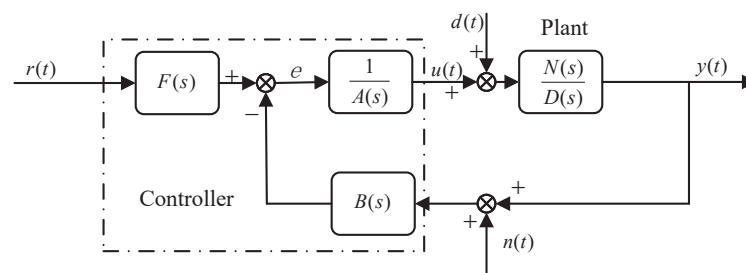 d(t)
Plant
r(t)
F(s)
+
e
1
A(s)
u(t)
+
+
N(s)
D(s)
y(t)
−
Controller
B(s)
+
+
n(t)